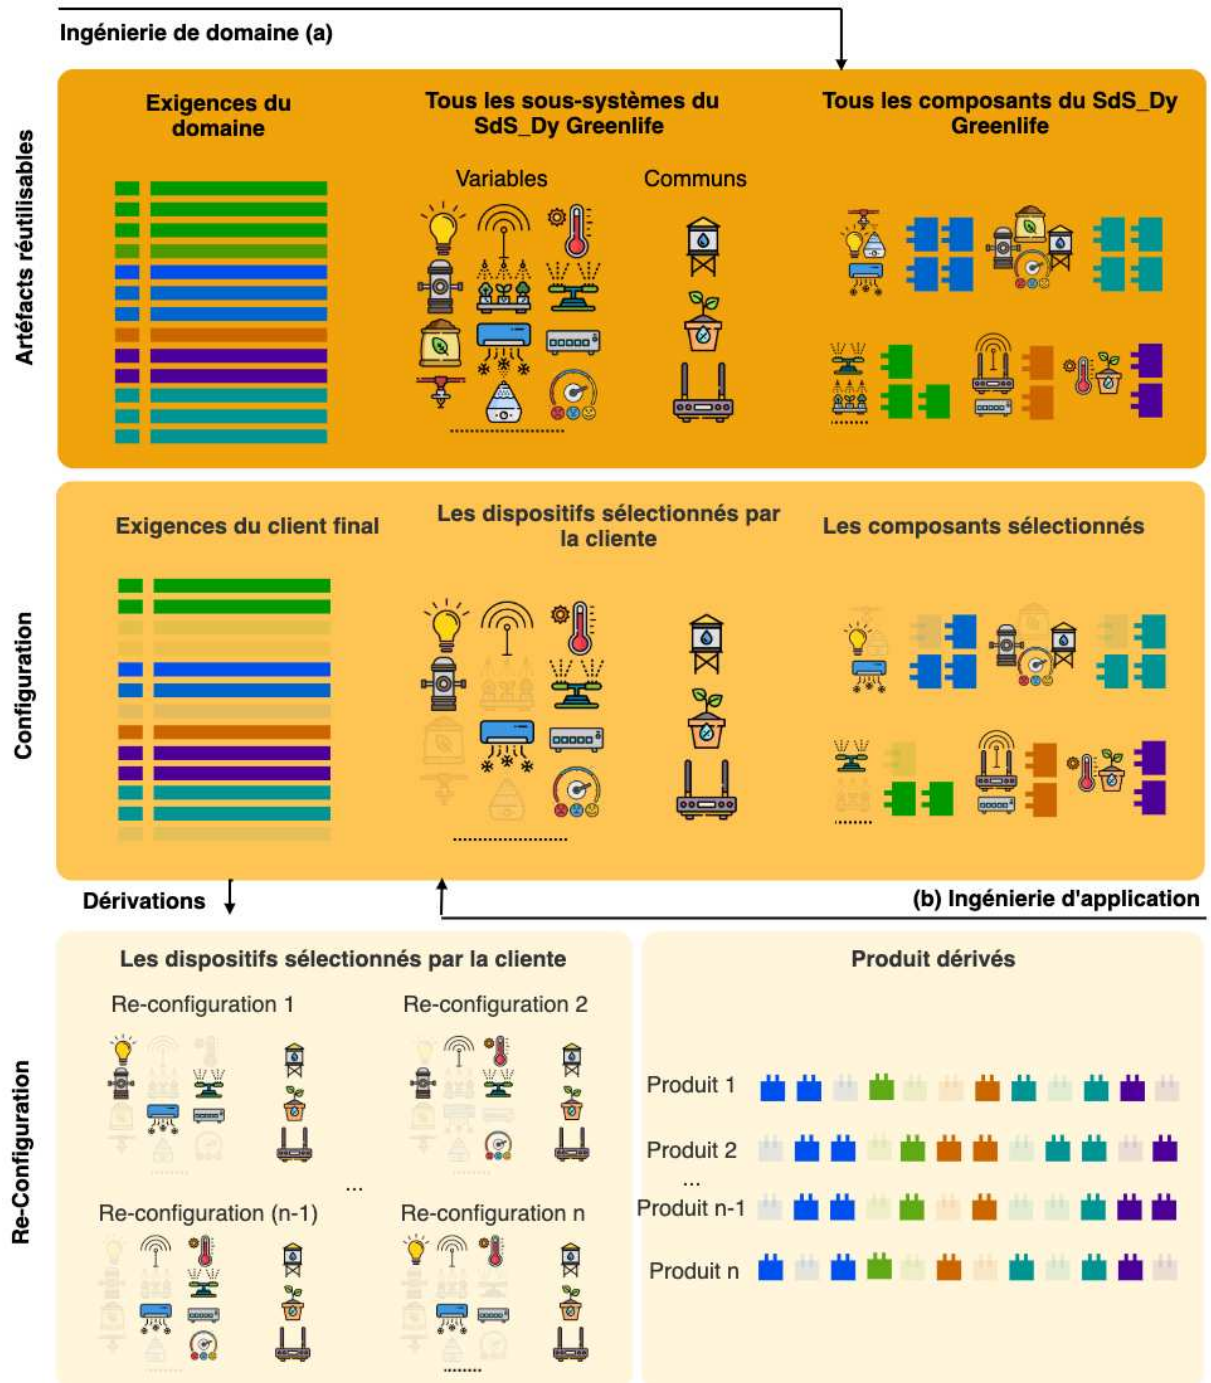 Ingénierie de domaine (a)
Artéfacts réutilisables
Exigences du
domaine
Tous les sous-systèmes du
SdS_Dy Greenlife
Variables
Communs
Tous les composants du SdS_Dy
Greenlife
Configuration
Exigences du client final
Les dispositifs sélectionnés par
la cliente
Les composants sélectionnés
Dérivations
(b) Ingénierie d'application
Re-Configuration
Les dispositifs sélectionnés par la cliente
Re-configuration 1
Re-configuration 2
...
Re-configuration (n-1)
Re-configuration n
Produit dérivés
Produit 1
Produit 2
...
Produit n-1
Produit n